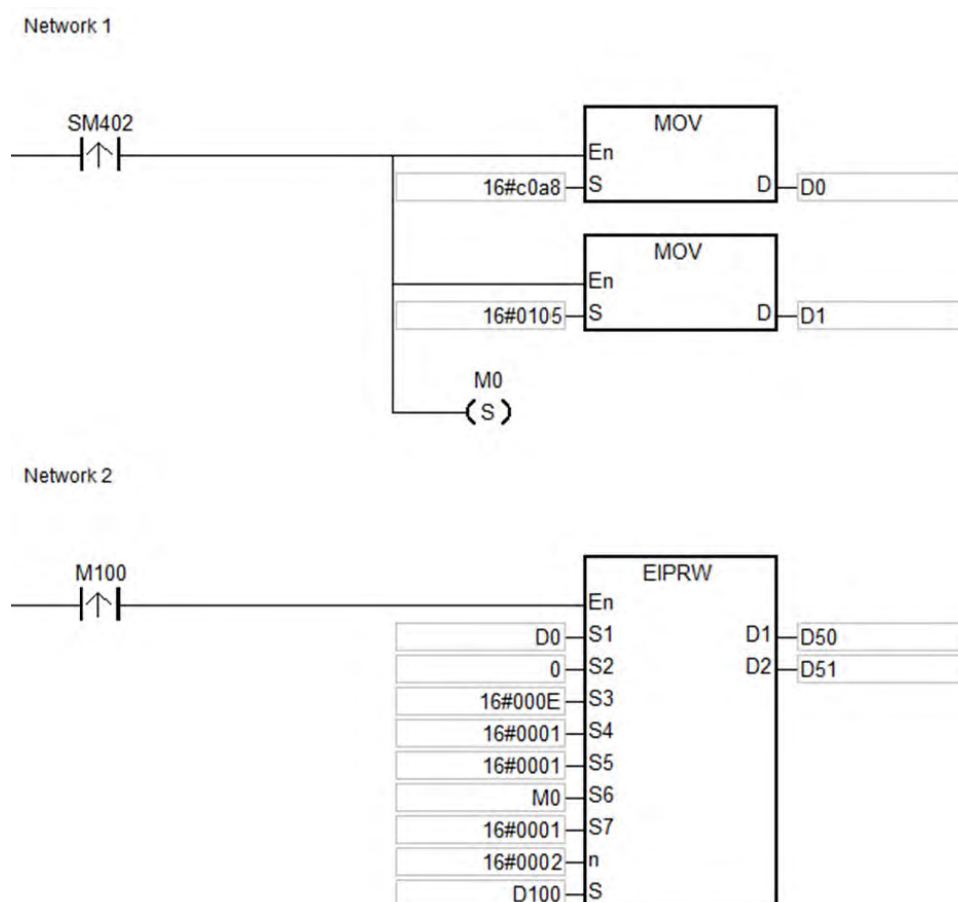 Network 1
SM402
MOV
En
16#c0a8 S D D0
MOV
En
16#0105 S D D1
M0
( S )
Network 2
M100
EIPRW
En
D0 S1 D1 D50
0 S2 D2 D51
16#000E S3
16#0001 S4
16#0001 S5
M0 S6
16#0001 S7
16#0002 n
D100 S